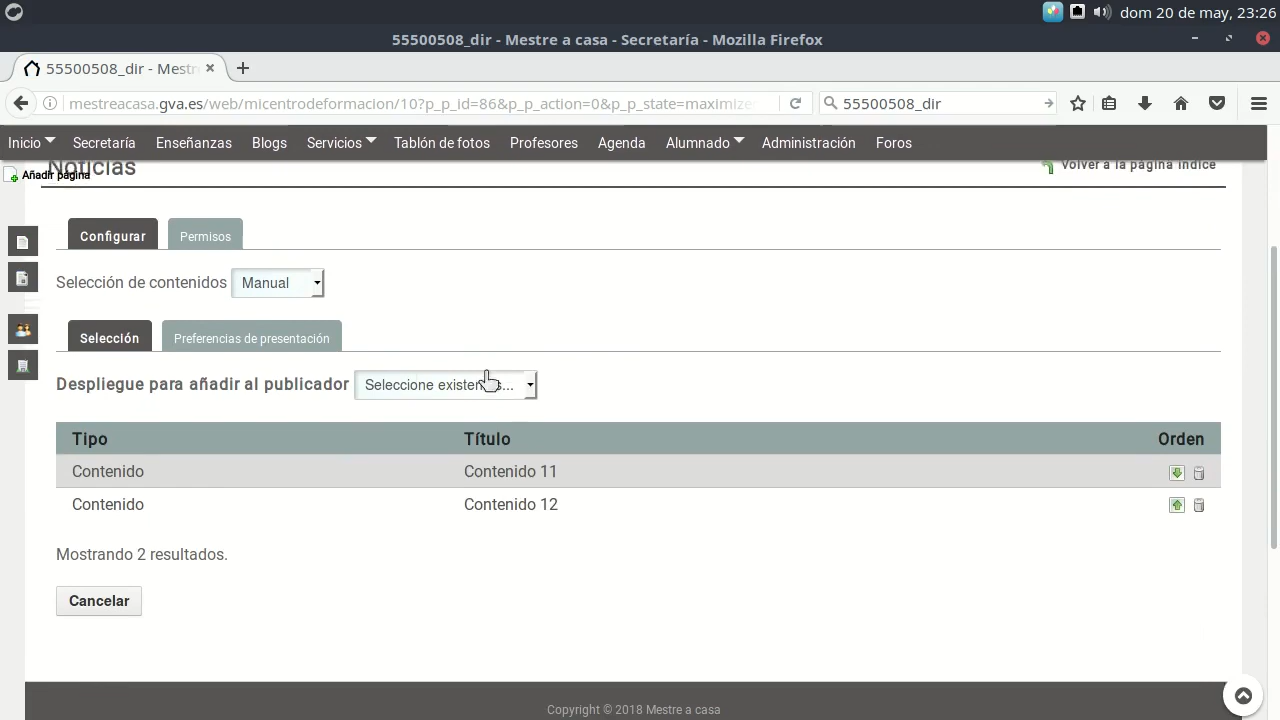 dom 20 de may, 23:26
55500508_dir - Mestre a casa - Secretaría - Mozilla Firefox
55500508_dir - Mestr
mestreacasa.gva.es/web/micentrodeformacion/10?p_p_id=86&p_p_action=0&p_p_state=maximize
55500508_dir
Inicio Secretaría Enseñanzas Blogs Servicios Tablón de fotos Profesores Agenda Alumnado Administración Foros
Noticias
Volver a la página índice
Añadir página
Configurar Permisos
Selección de contenidos Manual
Selección Preferencias de presentación
Despliegue para añadir al publicador Seleccione existentes...
Tipo Título Orden
Contenido Contenido 11
Contenido Contenido 12
Mostrando 2 resultados.
Cancelar
Copyright © 2018 Mestre a casa